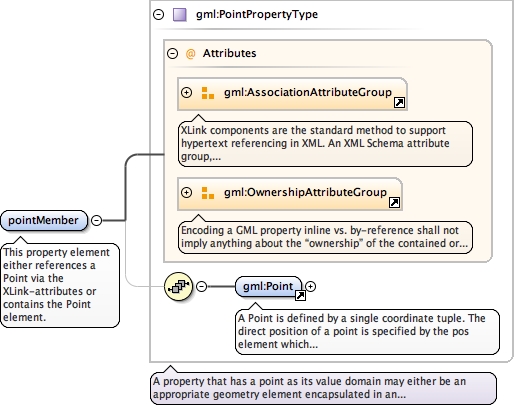 gml:PointPropertyType
@ Attributes
gml:AssociationAttributeGroup
XLink components are the standard method to support
hypertext referencing in XML. An XML Schema attribute
group,...
gml:OwnershipAttributeGroup
Encoding a GML property inline vs. by-reference shall not
imply anything about the "ownership" of the contained or...
pointMember
This property element
either references a
Point via the
XLink-attributes or
contains the Point
element.
gml:Point
A Point is defined by a single coordinate tuple. The
direct position of a point is specified by the pos
element which...
A property that has a point as its value domain may either be an
appropriate geometry element encapsulated in an...